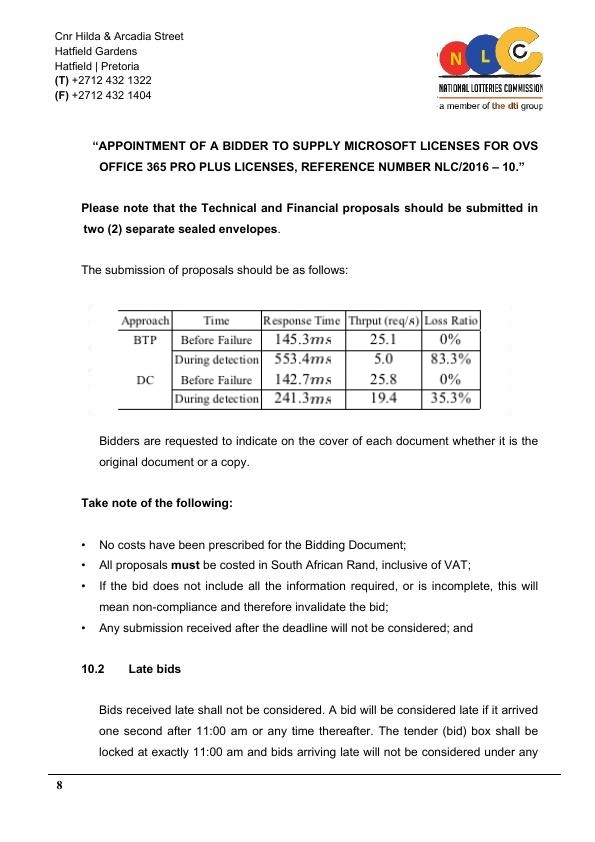 Cnr Hilda & Arcadia Street
Hatfield Gardens
Hatfield | Pretoria
(T) +2712 432 1322
(F) +2712 432 1404
NLC
NATIONAL LOTTERIES COMMISSION
a member of the dti group
“APPOINTMENT OF A BIDDER TO SUPPLY MICROSOFT LICENSES FOR OVS
OFFICE 365 PRO PLUS LICENSES, REFERENCE NUMBER NLC/2016 – 10.”
Please note that the Technical and Financial proposals should be submitted in
two (2) separate sealed envelopes.
The submission of proposals should be as follows:
Approach Time Response Time Thrput (req/s) Loss Ratio
BTP Before Failure 145.3ms 25.1 0%
During detection 553.4ms 5.0 83.3%
DC Before Failure 142.7ms 25.8 0%
During detection 241.3ms 19.4 35.3%
Bidders are requested to indicate on the cover of each document whether it is the
original document or a copy.
Take note of the following:
• No costs have been prescribed for the Bidding Document;
• All proposals must be costed in South African Rand, inclusive of VAT;
• If the bid does not include all the information required, or is incomplete, this will
mean non-compliance and therefore invalidate the bid;
• Any submission received after the deadline will not be considered; and
10.2 Late bids
Bids received late shall not be considered. A bid will be considered late if it arrived
one second after 11:00 am or any time thereafter. The tender (bid) box shall be
locked at exactly 11:00 am and bids arriving late will not be considered under any
8